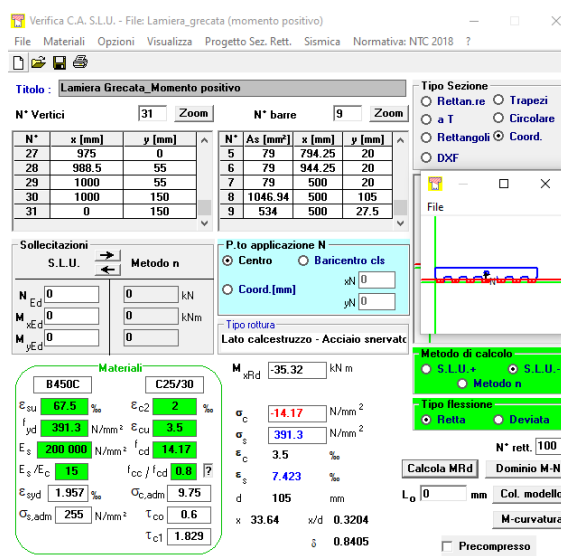 Verifica C.A. S.L.U. - File: Lamiera_grecata (momento positivo)
File Materiali Opzioni Visualizza Progetto Sez. Rett. Sismica Normativa: NTC 2018 ?
Titolo : Lamiera Grecata_Momento positivo
N° Vertici 31 Zoom N° barre 9 Zoom
N° x [mm] y [mm]
27 975 0
28 988.5 55
29 1000 55
30 1000 150
31 0 150
N° As [mm²] x [mm] y [mm]
5 79 794.25 20
6 79 944.25 20
7 79 500 20
8 1046.94 500 105
9 534 500 27.5
Tipo Sezione
Rettan.re Trapezi
a T Circolare
Rettangoli Coord.
DXF
File
N
Sollecitazioni
S.L.U. Metodo n
N Ed 0 0 kN
M xEd 0 0 kNm
M yEd 0 0
P.to applicazione N
Centro Baricentro cls
Coord.[mm] xN 0
yN 0
Tipo rottura
Lato calcestruzzo - Acciaio snervato
Metodo di calcolo
S.L.U.+ S.L.U.-
Metodo n
Tipo flessione
Retta Deviata
N° rett. 100
Calcola MRd Dominio M-N
L₀ 0 mm Col. modello
M-curvatura
Precompresso
Materiali
B450C C25/30
εsu 67.5 ‰ εc2 2 ‰
fyd 391.3 N/mm² εcu 3.5
Es 200 000 N/mm² fcd 14.17
Es/Ec 15 fcc / fcd 0.8 ?
εsyd 1.957 ‰ σc,adm 9.75
σs,adm 255 N/mm² τco 0.6
τc1 1.829
M xRd -35.32 kN m
σc -14.17 N/mm²
σs 391.3 N/mm²
εc 3.5 ‰
εs 7.423 ‰
d 105 mm
x 33.64 x/d 0.3204
δ 0.8405